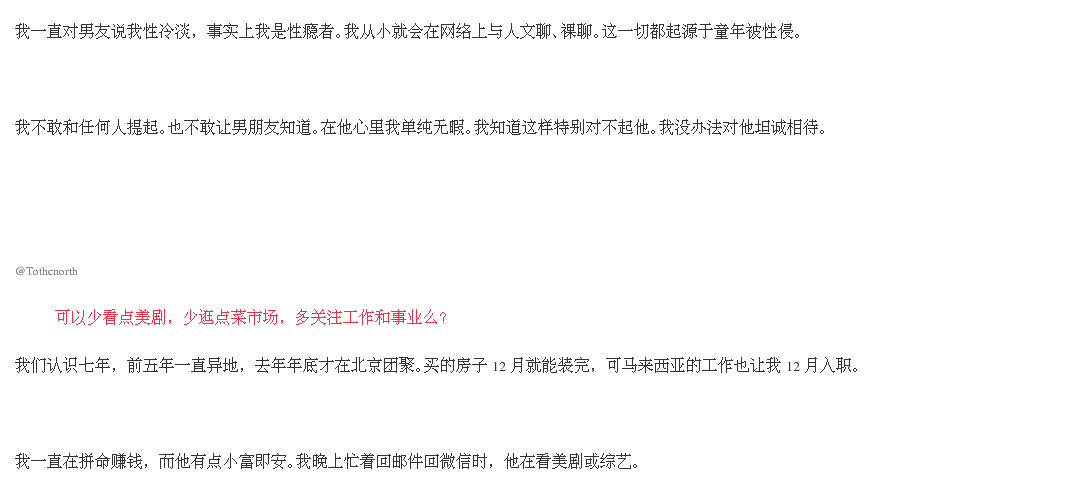 我一直对男友说我性冷淡，事实上我是性瘾者。我从小就会在网络上与人文聊、裸聊。这一切都起源于童年被性侵。
我不敢和任何人提起。也不敢让男朋友知道。在他心里我单纯无暇。我知道这样特别对不起他。我没办法对他坦诚相待。
@Tothenorth
可以少看点美剧，少逛点菜市场，多关注工作和事业么?
我们认识七年，前五年一直异地，去年年底才在北京团聚。买的房子 12 月就能装完，可马来西亚的工作也让我 12 月入职。
我一直在拼命赚钱，而他有点小富即安。我晚上忙着回邮件回微信时，他在看美剧或综艺。